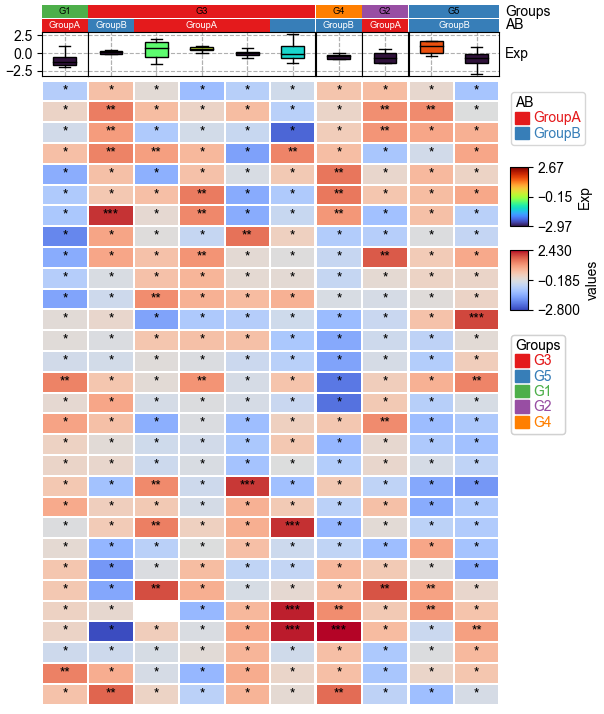 G1 G3 G4 G2 G5 Groups
GroupA GroupB GroupA GroupB GroupA GroupB AB
2.5
0.0
−2.5
Exp
* * * * * * * * * *
* ** * * * * * ** ** *
* ** * * * * * ** * *
* ** ** * * ** * * * *
* * * * * * ** * * *
* * * ** * * ** * * *
* *** * ** * * ** * * *
* * * * ** * * * * *
* * * ** * * * ** * *
* * * * * * * * * *
* * ** * * * * * * *
* * * * * * * * * ***
* * * * * * * * * *
* * * * * * * * * *
** * * ** * * * * * **
* * * * * * * * * *
* * * * * * * ** * *
* * * * * * * * * *
* * * * * * * * * *
* * ** * *** * * * * *
* * * * * * * * * *
* * ** * * *** * * * *
* * * * * * * * * *
* * * * * * * * * *
* * ** * * * * ** ** *
* * * * *** ** * ** *
* * * * * *** *** * * **
* * * * * * * * * *
** * * * * * * * * *
* ** * * * * ** * * *
AB
GroupA
GroupB
2.67
−0.15
−2.97
Exp
2.430
−0.185
−2.800
values
Groups
G3
G5
G1
G2
G4